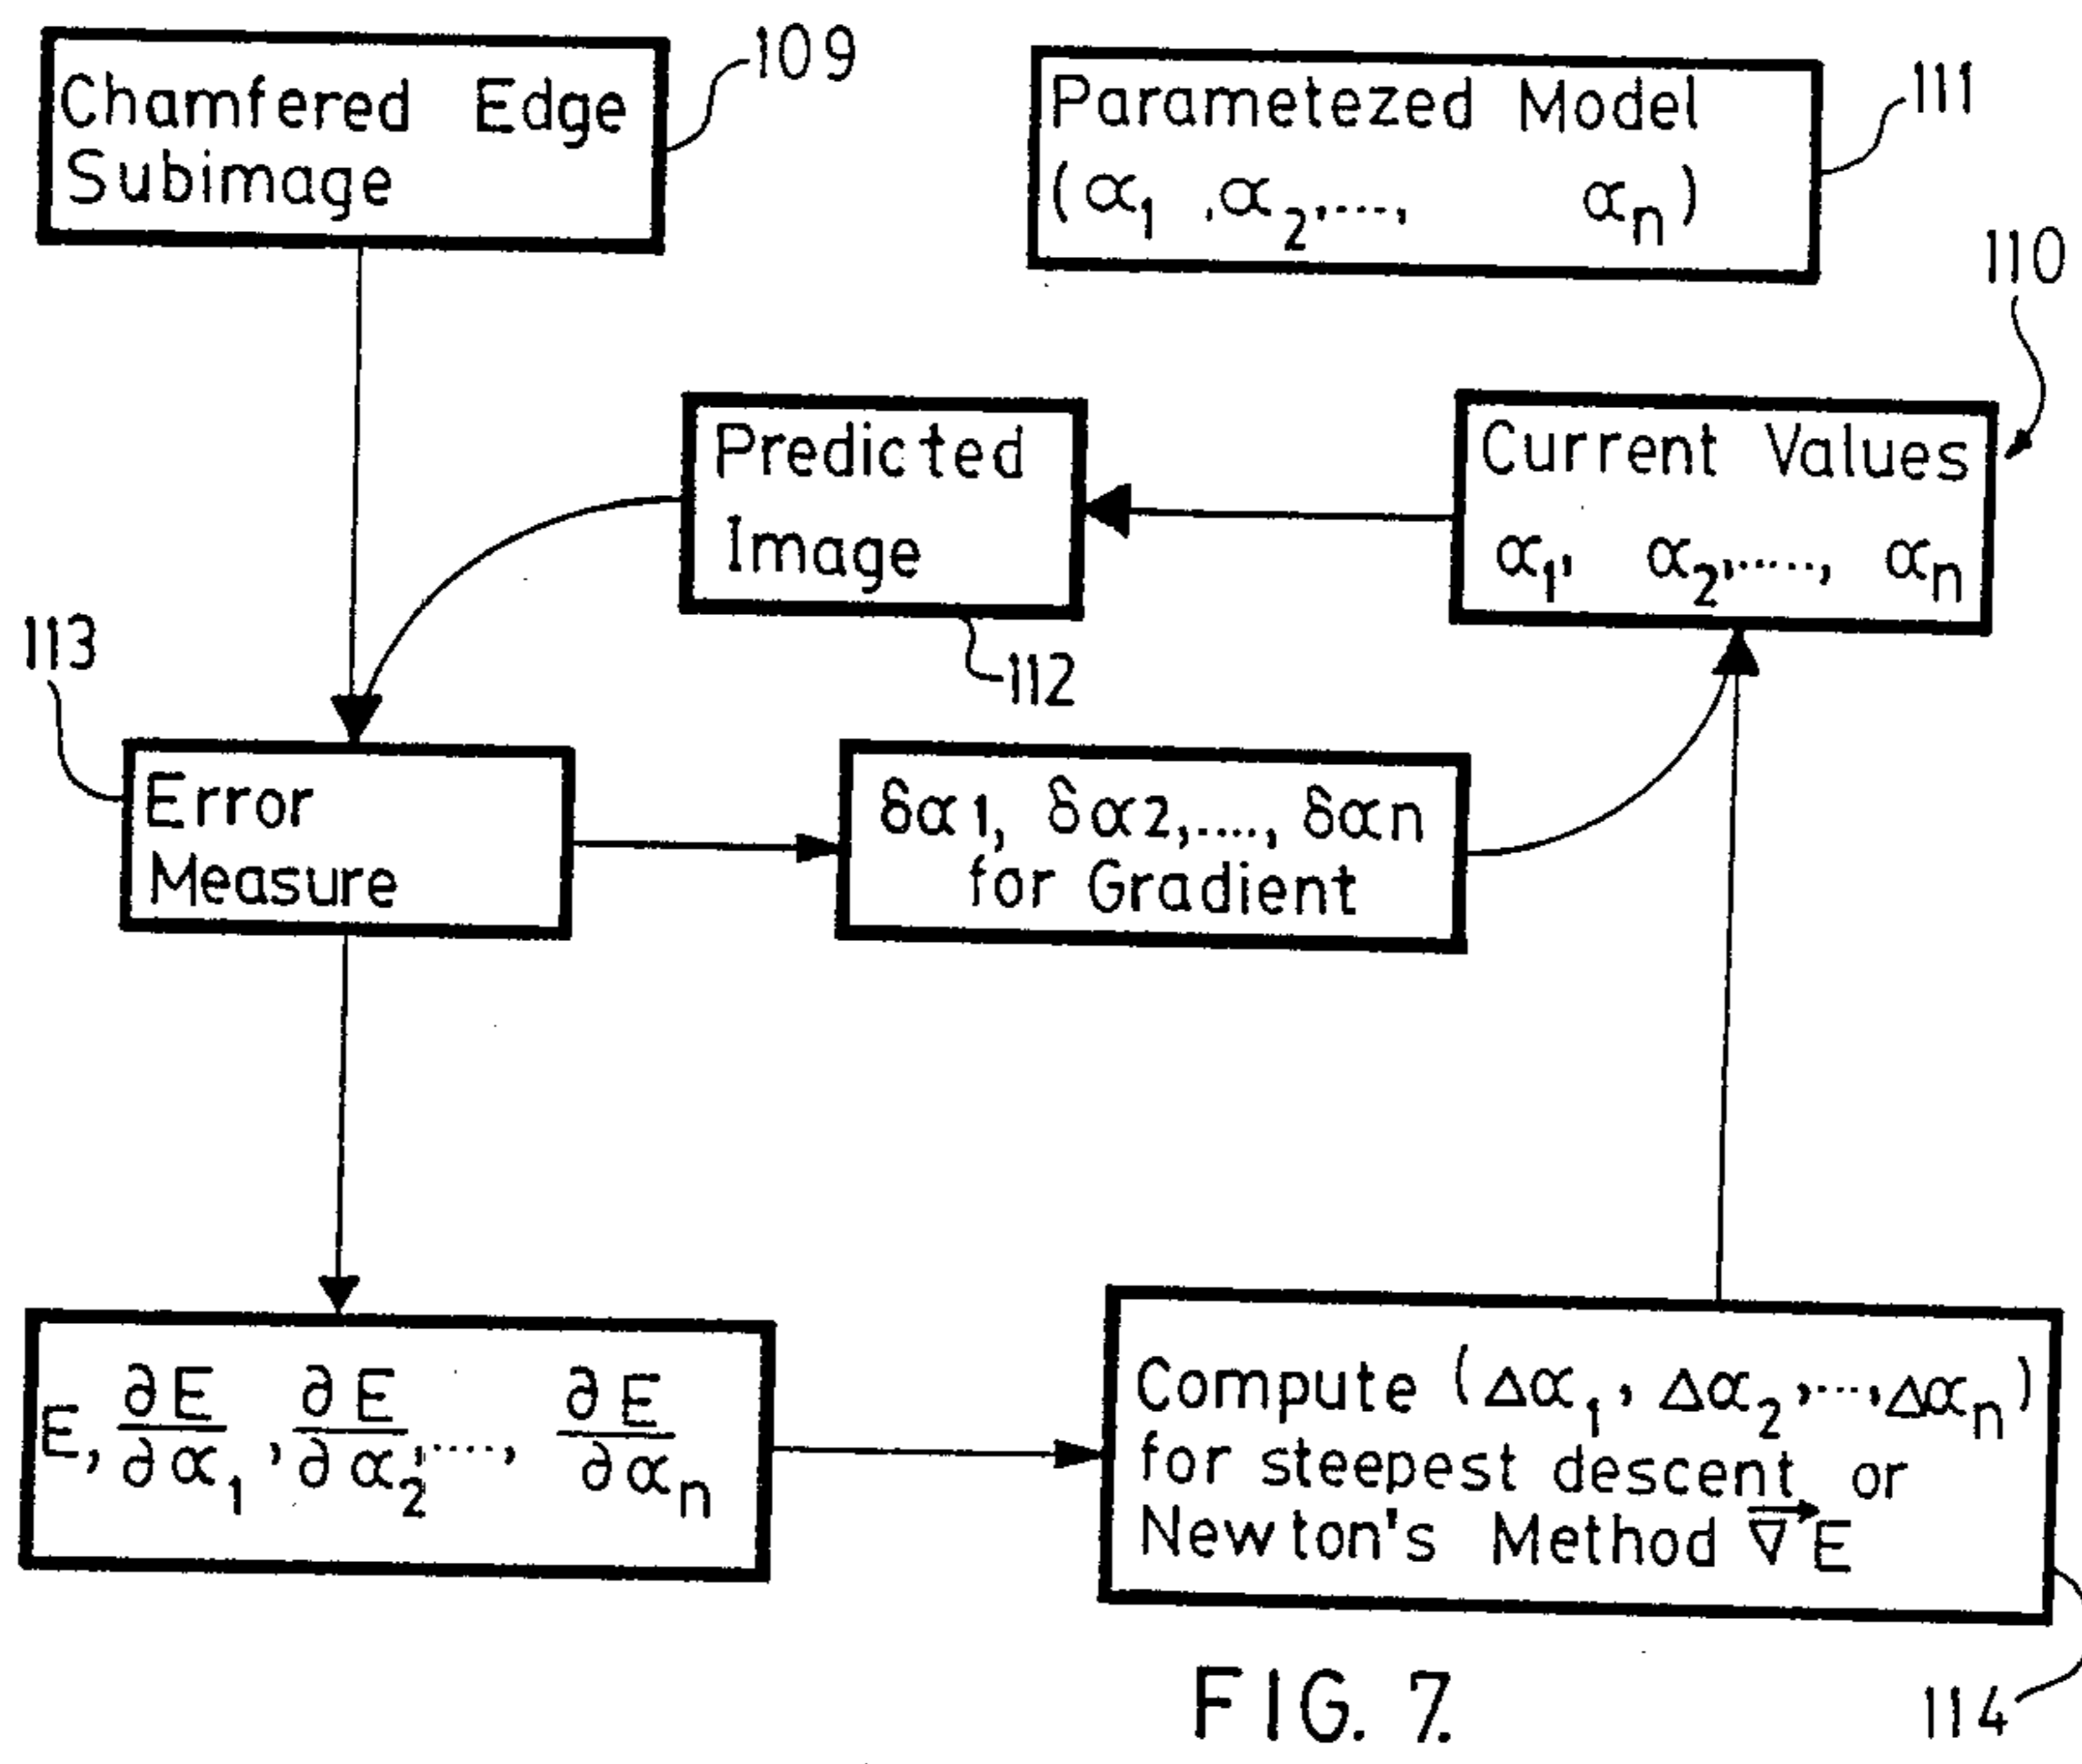 Chamfered Edge
Subimage
109
Parametezed Model
(α₁ ,α₂,...., αₙ)
111
110
Predicted
Image
112
Current Values
α₁, α₂,....., αₙ
113
Error
Measure
δα1, δα2,...., δαn
for Gradient
E, ∂E/∂α₁, ∂E/∂α₂,...., ∂E/∂αₙ
Compute (Δα₁, Δα₂,...,Δαₙ)
for steepest descent or
Newton's Method ∇⃗E
114
FIG. 7.